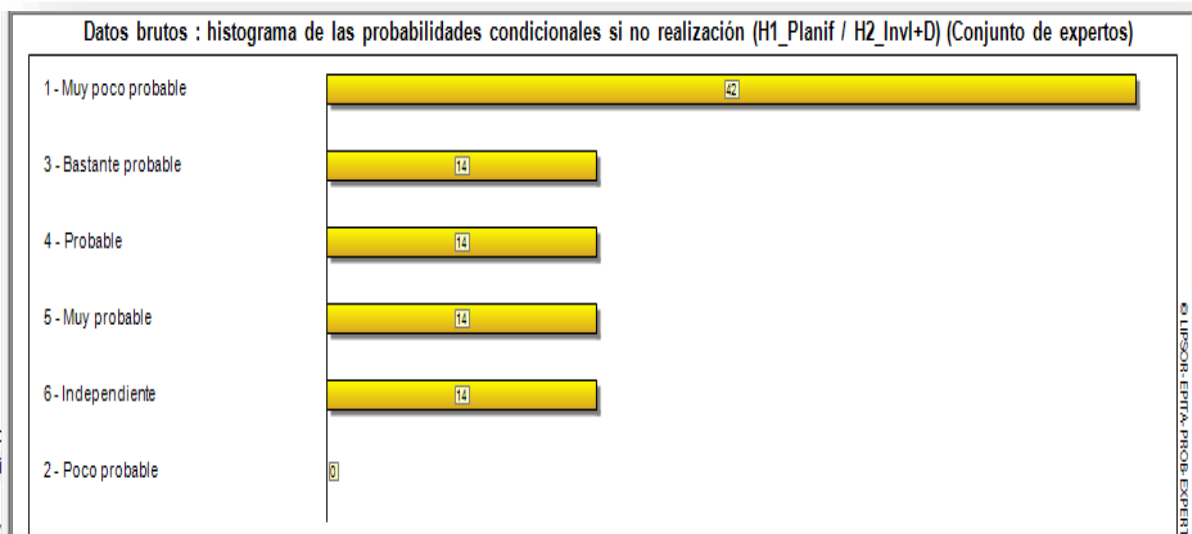 Datos brutos : histograma de las probabilidades condicionales si no realización (H1_Planif / H2_InvI+D) (Conjunto de expertos)
1 - Muy poco probable
42
3 - Bastante probable
14
4 - Probable
14
5 - Muy probable
14
6 - Independiente
14
2 - Poco probable
0
© LIPSOR-EPITA-PROB-EXPERT